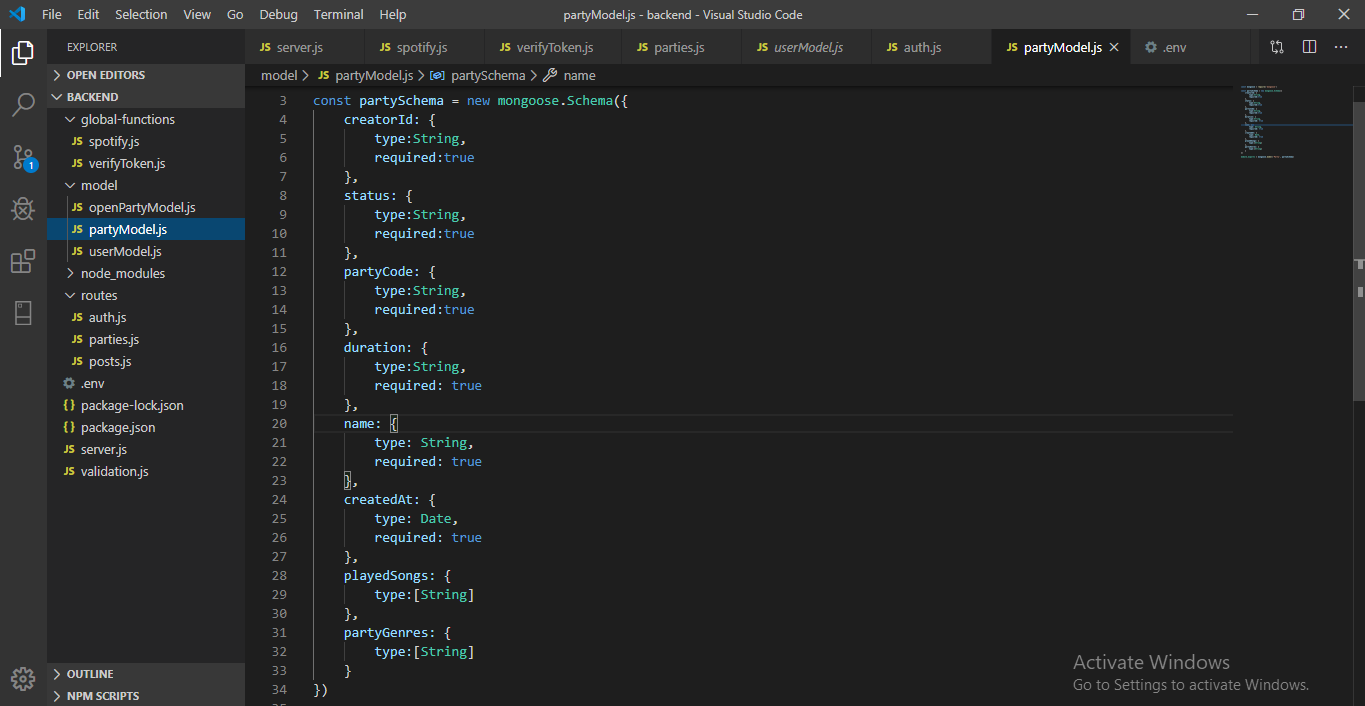 File Edit Selection View Go Debug Terminal Help partyModel.js - backend - Visual Studio Code
EXPLORER
JS server.js JS spotify.js JS verifyToken.js JS parties.js JS userModel.js JS auth.js JS partyModel.js .env
model > JS partyModel.js > partySchema > name
OPEN EDITORS
BACKEND
global-functions
JS spotify.js
JS verifyToken.js
model
JS openPartyModel.js
JS partyModel.js
JS userModel.js
node_modules
routes
JS auth.js
JS parties.js
JS posts.js
.env
{} package-lock.json
{} package.json
JS server.js
JS validation.js
OUTLINE
NPM SCRIPTS
1
3 const partySchema = new mongoose.Schema({
4 creatorId: {
5 type:String,
6 required:true
7 },
8 status: {
9 type:String,
10 required:true
11 },
12 partyCode: {
13 type:String,
14 required:true
15 },
16 duration: {
17 type:String,
18 required: true
19 },
20 name: {
21 type: String,
22 required: true
23 },
24 createdAt: {
25 type: Date,
26 required: true
27 },
28 playedSongs: {
29 type:[String]
30 },
31 partyGenres: {
32 type:[String]
33 }
34 })
Activate Windows
Go to Settings to activate Windows.